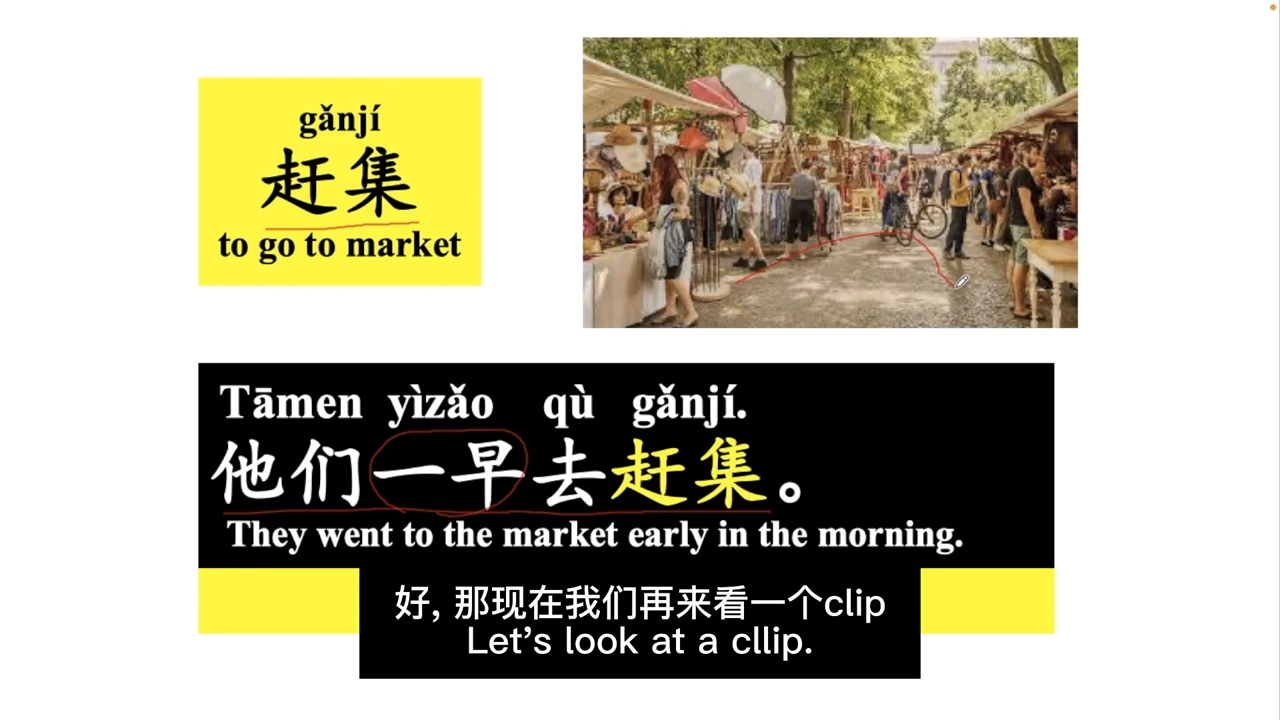 gǎnjí
赶集
to go to market
Tāmen yìzǎo qù gǎnjí.
他们一早去赶集。
They went to the market early in the morning.
好, 那现在我们再来看一个clip
Let's look at a cllip.